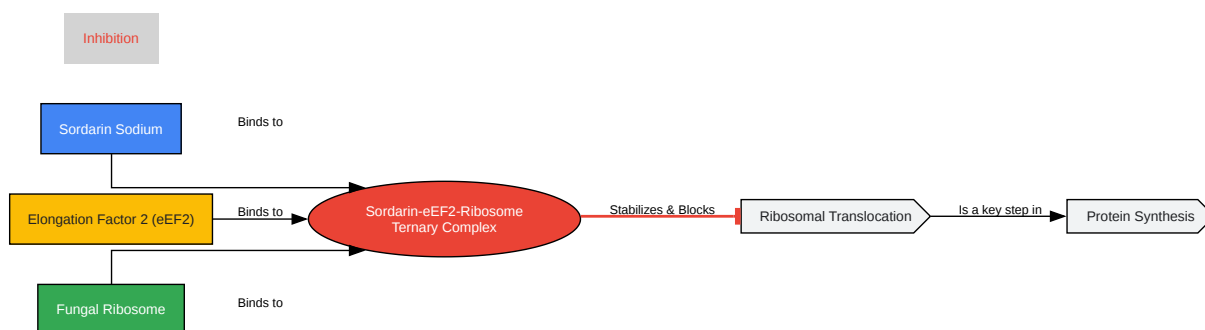 Inhibition
Sordarin Sodium
Binds to
Elongation Factor 2 (eEF2)
Binds to
Sordarin-eEF2-Ribosome
Ternary Complex
Stabilizes & Blocks
Ribosomal Translocation
Is a key step in
Protein Synthesis
Fungal Ribosome
Binds to